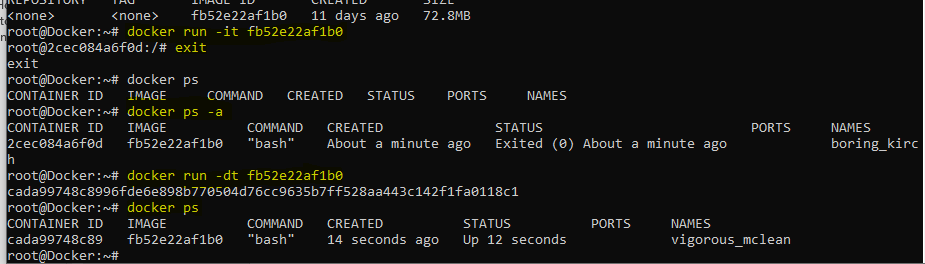 REPOSITORY TAG IMAGE ID CREATED SIZE
<none> <none> fb52e22af1b0 11 days ago 72.8MB
root@Docker:~# docker run -it fb52e22af1b0
root@2cec084a6f0d:/# exit
exit
root@Docker:~# docker ps
CONTAINER ID IMAGE COMMAND CREATED STATUS PORTS NAMES
root@Docker:~# docker ps -a
CONTAINER ID IMAGE COMMAND CREATED STATUS PORTS NAMES
2cec084a6f0d fb52e22af1b0 "bash" About a minute ago Exited (0) About a minute ago boring_kirc
h
root@Docker:~# docker run -dt fb52e22af1b0
cada99748c8996fde6e898b770504d76cc9635b7ff528aa443c142f1fa0118c1
root@Docker:~# docker ps
CONTAINER ID IMAGE COMMAND CREATED STATUS PORTS NAMES
cada99748c89 fb52e22af1b0 "bash" 14 seconds ago Up 12 seconds vigorous_mclean
root@Docker:~#